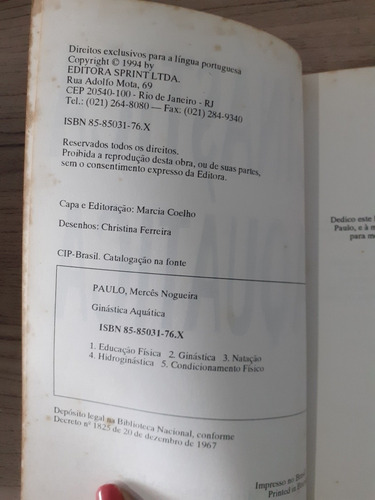 Direitos exclusivos para a língua portuguesa
Copyright © 1994 by
EDITORA SPRINT LTDA.
Rua Adolfo Mota, 69
CEP 20540-100 - Rio de Janeiro - RJ
Tel.: (021) 264-8080 — Fax: (021) 284-9340
ISBN 85-85031-76.X
Reservados todos os direitos.
Proibida a reprodução desta obra, ou de suas partes,
sem o consentimento expresso da Editora.
Capa e Editoração: Marcia Coelho
Desenhos: Christina Ferreira
CIP-Brasil. Catalogação na fonte
PAULO, Mercês Nogueira
Ginástica Aquática
ISBN 85-85031-76.X
1. Educação Física 2. Ginástica 3. Natação
4. Hidroginástica 5. Condicionamento Físico
Depósito legal na Biblioteca Nacional, conforme
Decreto nº 1825 de 20 de dezembro de 1967
Dedico este
Paulo, e à m
para me
Impresso no
Printed in